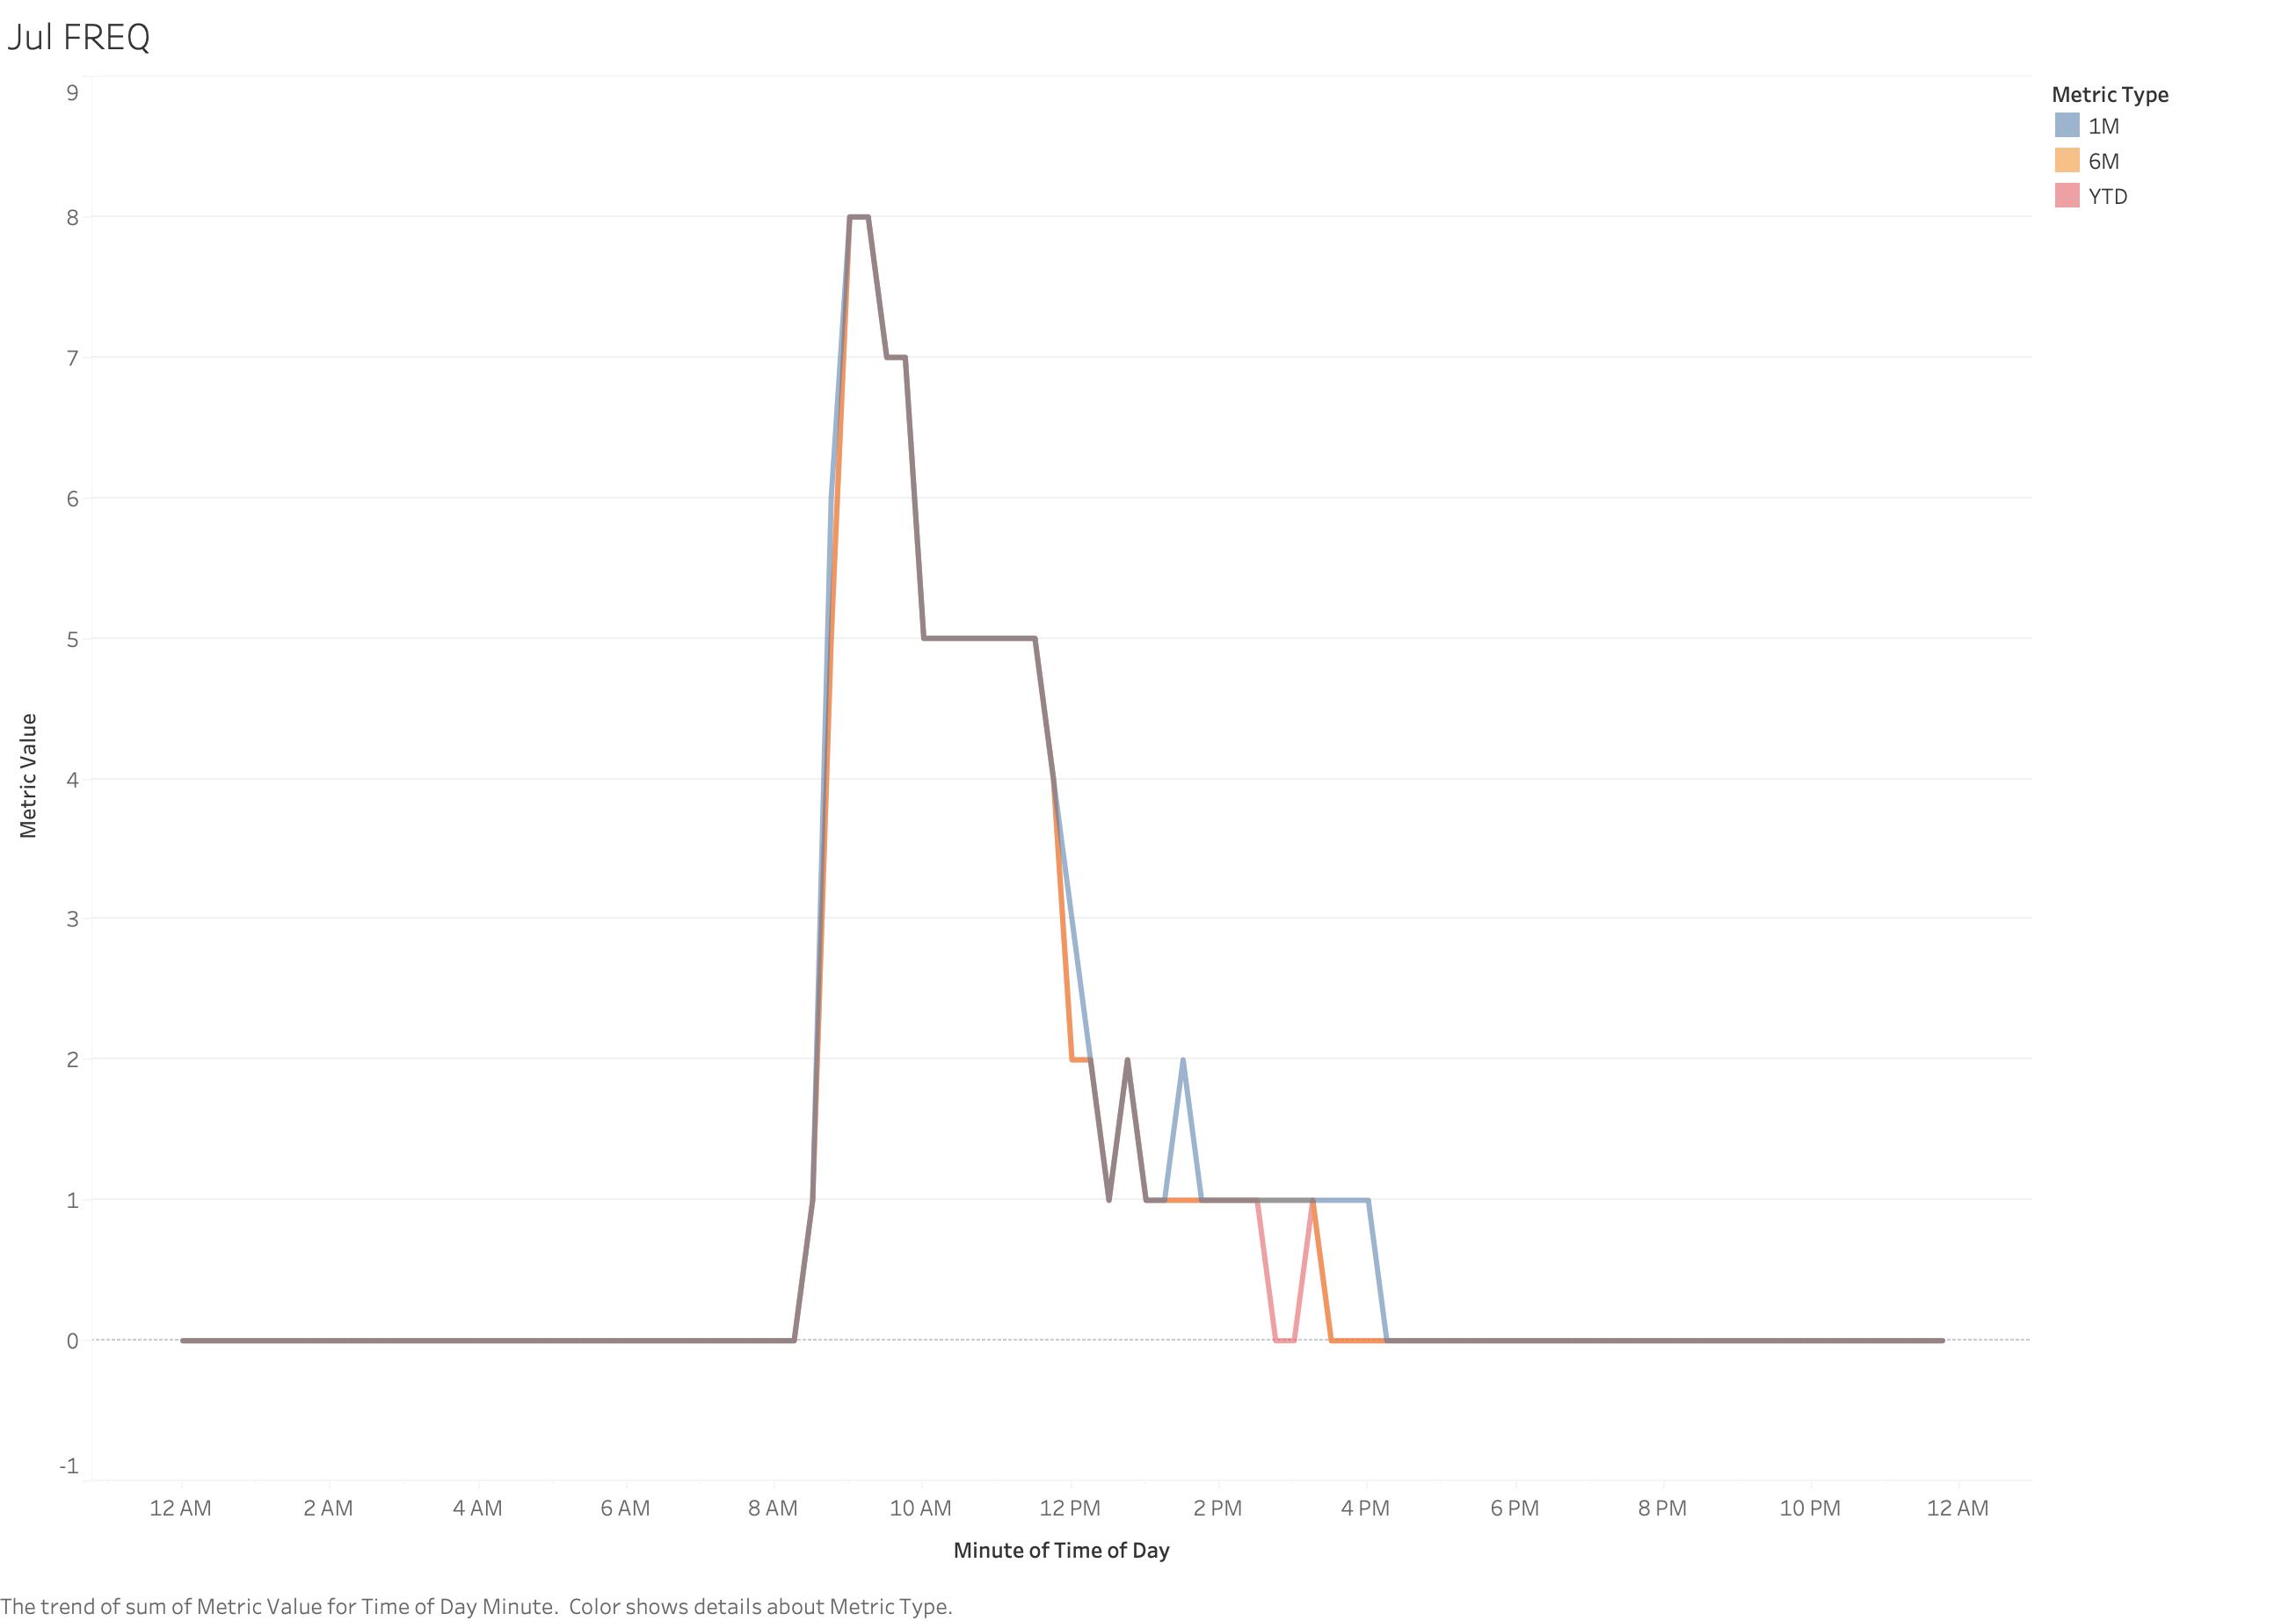 Jul FREQ
Metric Type
1M
6M
YTD
9
8
7
6
5
4
3
2
1
0
-1
Metric Value
12 AM 2 AM 4 AM 6 AM 8 AM 10 AM 12 PM 2 PM 4 PM 6 PM 8 PM 10 PM 12 AM
Minute of Time of Day
The trend of sum of Metric Value for Time of Day Minute. Color shows details about Metric Type.